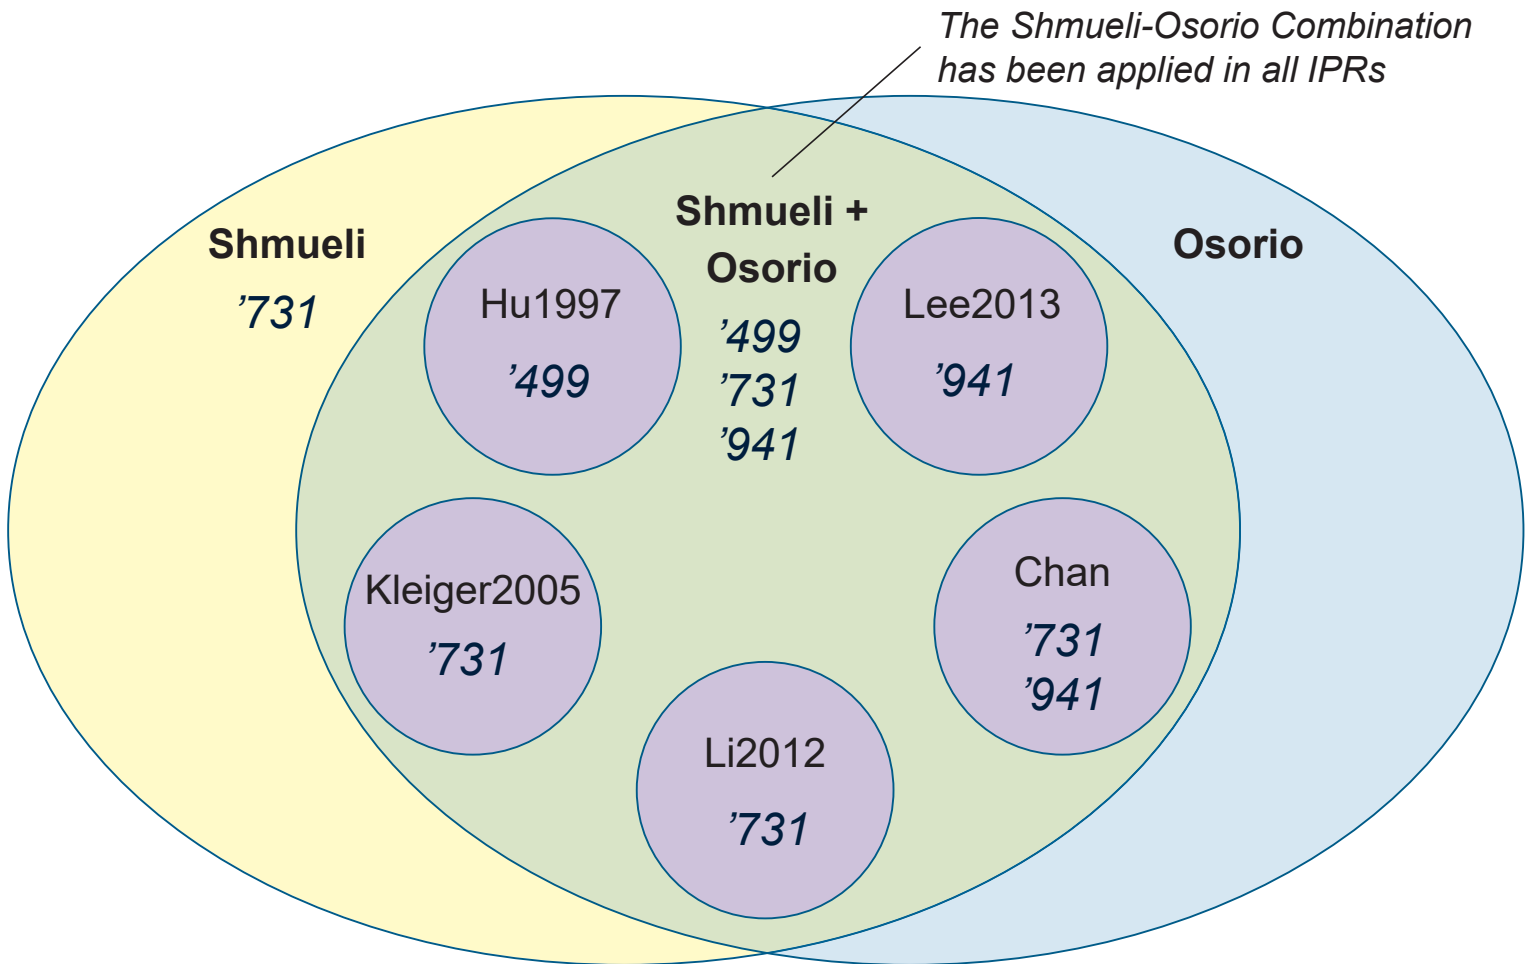 The Shmueli-Osorio Combination
has been applied in all IPRs
Shmueli
’731
Shmueli +
Osorio
’499
’731
’941
Osorio
Hu1997
’499
Lee2013
’941
Kleiger2005
’731
Chan
’731
’941
Li2012
’731